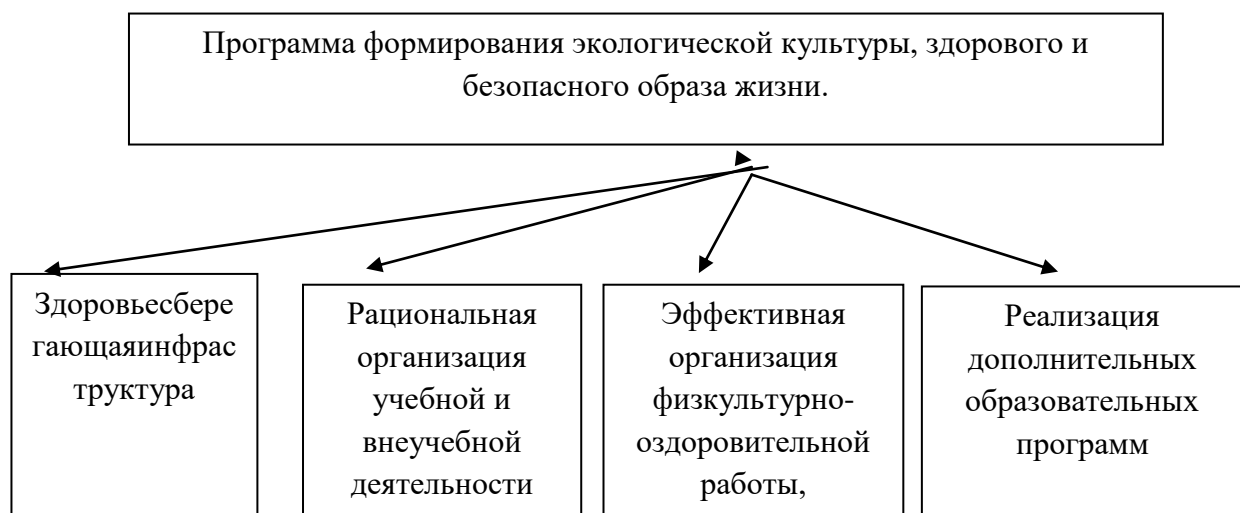 Программа формирования экологической культуры, здорового и
безопасного образа жизни.
Здоровьесбере
гающаяинфрас
труктура
Рациональная
организация
учебной и
внеучебной
деятельности
Эффективная
организация
физкультурно-
оздоровительной
работы,
Реализация
дополнительных
образовательных
программ